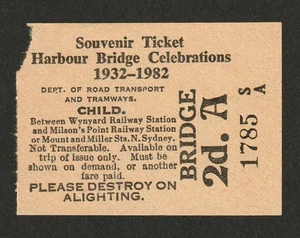 Souvenir Ticket
Harbour Bridge Celebrations
1932-1982
DEPT. OF ROAD TRANSPORT
AND TRAMWAYS.
CHILD.
Between Wynyard Railway Station
and Milson's Point Railway Station
or Mount and Miller Sts. N. Sydney.
Not Transferable. Available on day
of trip of issue only. Must be
shown on demand, or another
fare paid.
PLEASE DESTROY ON
ALIGHTING.
BRIDGE
2d. A
1785 S A